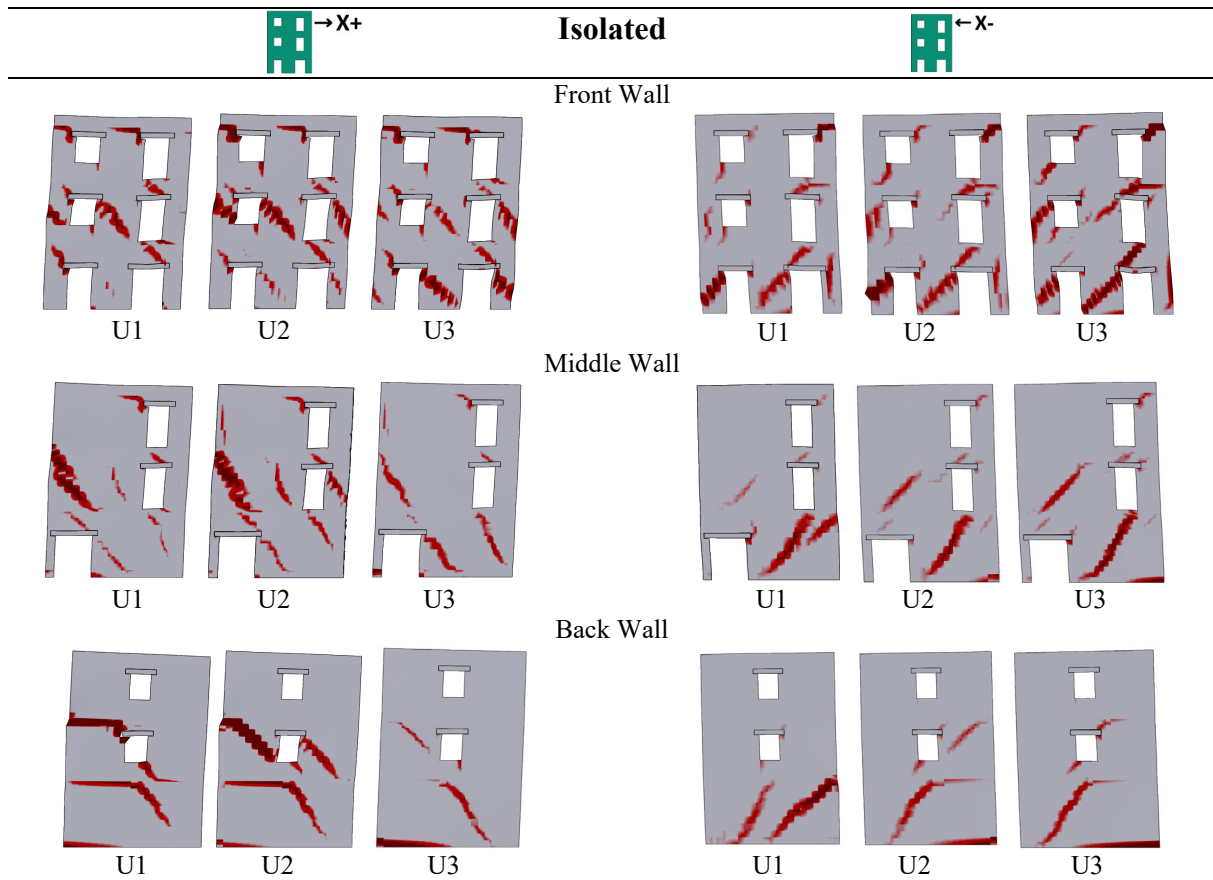 →X+ Isolated ←X-
Front Wall
U1 U2 U3 U1 U2 U3
Middle Wall
U1 U2 U3 U1 U2 U3
Back Wall
U1 U2 U3 U1 U2 U3